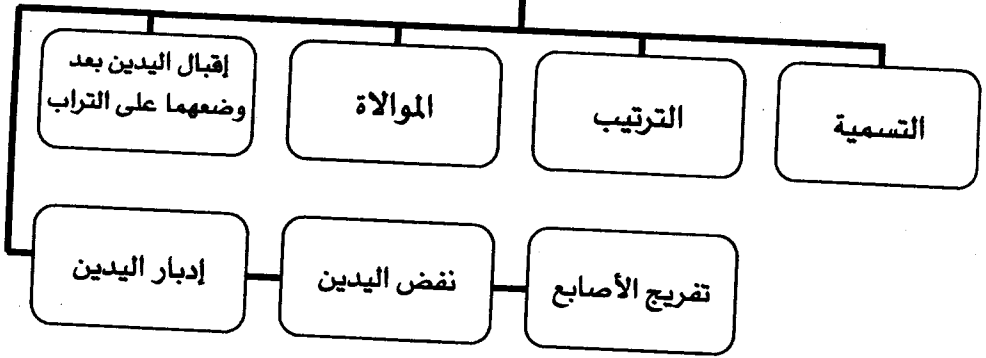 التسمية
الترتيب
الموالاة
إقبال اليدين بعد
وضعهما على التراب
إدبار اليدين
نفض اليدين
تفريج الأصابع